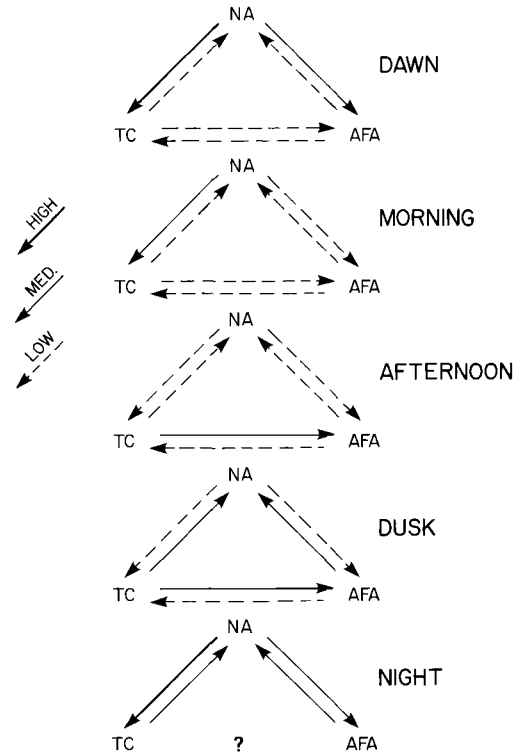 NA
DAWN
TC AFA
NA
HIGH
MORNING
MED.
TC AFA
LOW
NA
AFTERNOON
TC AFA
NA
DUSK
TC AFA
NA
NIGHT
TC ? AFA